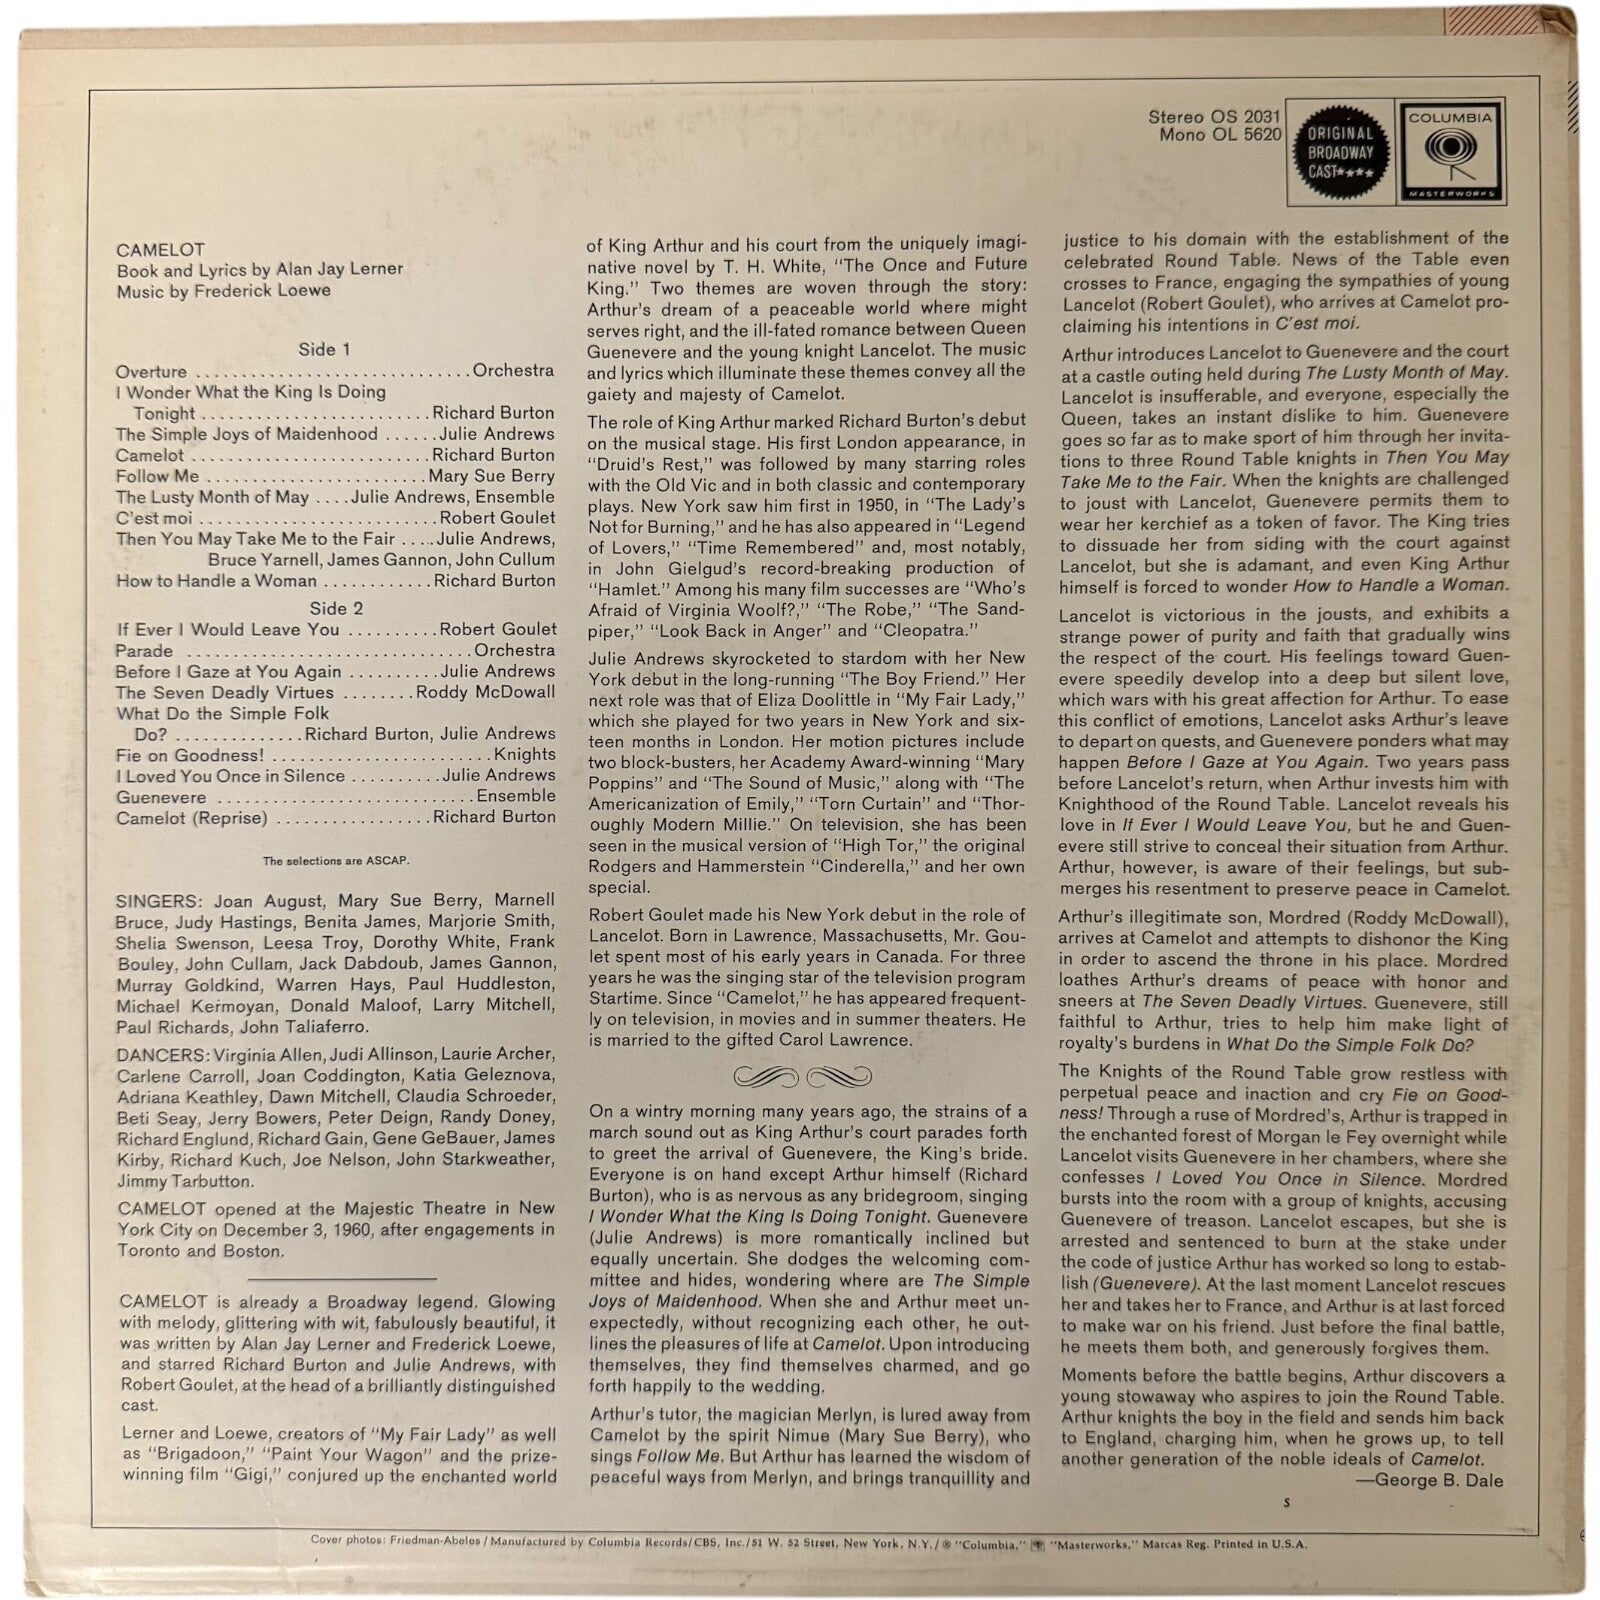 Stereo OS 2031
Mono OL 5620
ORIGINAL
BROADWAY
CAST★★★★
COLUMBIA
MASTERWORKS
CAMELOT
Book and Lyrics by Alan Jay Lerner
Music by Frederick Loewe
Side 1
Overture ............................. Orchestra
I Wonder What the King Is Doing
Tonight ........................ Richard Burton
The Simple Joys of Maidenhood ...... Julie Andrews
Camelot ......................... Richard Burton
Follow Me ....................... Mary Sue Berry
The Lusty Month of May .... Julie Andrews, Ensemble
C'est moi ......................... Robert Goulet
Then You May Take Me to the Fair ..... Julie Andrews,
Bruce Yarnell, James Gannon, John Cullum
How to Handle a Woman ............ Richard Burton
Side 2
If Ever I Would Leave You .......... Robert Goulet
Parade .............................. Orchestra
Before I Gaze at You Again .......... Julie Andrews
The Seven Deadly Virtues ........ Roddy McDowall
What Do the Simple Folk
Do? .............. Richard Burton, Julie Andrews
Fie on Goodness! ........................ Knights
I Loved You Once in Silence .......... Julie Andrews
Guenevere ........................... Ensemble
Camelot (Reprise) ................. Richard Burton
The selections are ASCAP.
SINGERS: Joan August, Mary Sue Berry, Marnell
Bruce, Judy Hastings, Benita James, Marjorie Smith,
Shelia Swenson, Leesa Troy, Dorothy White, Frank
Bouley, John Cullam, Jack Dabdoub, James Gannon,
Murray Goldkind, Warren Hays, Paul Huddleston,
Michael Kermoyan, Donald Maloof, Larry Mitchell,
Paul Richards, John Taliaferro.
DANCERS: Virginia Allen, Judi Allinson, Laurie Archer,
Carlene Carroll, Joan Coddington, Katia Geleznova,
Adriana Keathley, Dawn Mitchell, Claudia Schroeder,
Beti Seay, Jerry Bowers, Peter Deign, Randy Doney,
Richard Englund, Richard Gain, Gene GeBauer, James
Kirby, Richard Kuch, Joe Nelson, John Starkweather,
Jimmy Tarbutton.
CAMELOT opened at the Majestic Theatre in New
York City on December 3, 1960, after engagements in
Toronto and Boston.
CAMELOT is already a Broadway legend. Glowing
with melody, glittering with wit, fabulously beautiful, it
was written by Alan Jay Lerner and Frederick Loewe,
and starred Richard Burton and Julie Andrews, with
Robert Goulet, at the head of a brilliantly distinguished
cast.
Lerner and Loewe, creators of "My Fair Lady" as well
as "Brigadoon," "Paint Your Wagon" and the prize-
winning film "Gigi," conjured up the enchanted world
of King Arthur and his court from the uniquely imagi-
native novel by T. H. White, "The Once and Future
King." Two themes are woven through the story:
Arthur's dream of a peaceable world where might
serves right, and the ill-fated romance between Queen
Guenevere and the young knight Lancelot. The music
and lyrics which illuminate these themes convey all the
gaiety and majesty of Camelot.
The role of King Arthur marked Richard Burton's debut
on the musical stage. His first London appearance, in
"Druid's Rest," was followed by many starring roles
with the Old Vic and in both classic and contemporary
plays. New York saw him first in 1950, in "The Lady's
Not for Burning," and he has also appeared in "Legend
of Lovers," "Time Remembered" and, most notably,
in John Gielgud's record-breaking production of
"Hamlet." Among his many film successes are "Who's
Afraid of Virginia Woolf?," "The Robe," "The Sand-
piper," "Look Back in Anger" and "Cleopatra."
Julie Andrews skyrocketed to stardom with her New
York debut in the long-running "The Boy Friend." Her
next role was that of Eliza Doolittle in "My Fair Lady,"
which she played for two years in New York and six-
teen months in London. Her motion pictures include
two block-busters, her Academy Award-winning "Mary
Poppins" and "The Sound of Music," along with "The
Americanization of Emily," "Torn Curtain" and "Thor-
oughly Modern Millie." On television, she has been
seen in the musical version of "High Tor," the original
Rodgers and Hammerstein "Cinderella," and her own
special.
Robert Goulet made his New York debut in the role of
Lancelot. Born in Lawrence, Massachusetts, Mr. Gou-
let spent most of his early years in Canada. For three
years he was the singing star of the television program
Startime. Since "Camelot," he has appeared frequent-
ly on television, in movies and in summer theaters. He
is married to the gifted Carol Lawrence.
On a wintry morning many years ago, the strains of a
march sound out as King Arthur's court parades forth
to greet the arrival of Guenevere, the King's bride.
Everyone is on hand except Arthur himself (Richard
Burton), who is as nervous as any bridegroom, singing
I Wonder What the King Is Doing Tonight. Guenevere
(Julie Andrews) is more romantically inclined but
equally uncertain. She dodges the welcoming com-
mittee and hides, wondering where are The Simple
Joys of Maidenhood. When she and Arthur meet un-
expectedly, without recognizing each other, he out-
lines the pleasures of life at Camelot. Upon introducing
themselves, they find themselves charmed, and go
forth happily to the wedding.
Arthur's tutor, the magician Merlyn, is lured away from
Camelot by the spirit Nimue (Mary Sue Berry), who
sings Follow Me. But Arthur has learned the wisdom of
peaceful ways from Merlyn, and brings tranquillity and
justice to his domain with the establishment of the
celebrated Round Table. News of the Table even
crosses to France, engaging the sympathies of young
Lancelot (Robert Goulet), who arrives at Camelot pro-
claiming his intentions in C'est moi.
Arthur introduces Lancelot to Guenevere and the court
at a castle outing held during The Lusty Month of May.
Lancelot is insufferable, and everyone, especially the
Queen, takes an instant dislike to him. Guenevere
goes so far as to make sport of him through her invita-
tions to three Round Table knights in Then You May
Take Me to the Fair. When the knights are challenged
to joust with Lancelot, Guenevere permits them to
wear her kerchief as a token of favor. The King tries
to dissuade her from siding with the court against
Lancelot, but she is adamant, and even King Arthur
himself is forced to wonder How to Handle a Woman.
Lancelot is victorious in the jousts, and exhibits a
strange power of purity and faith that gradually wins
the respect of the court. His feelings toward Guen-
evere speedily develop into a deep but silent love,
which wars with his great affection for Arthur. To ease
this conflict of emotions, Lancelot asks Arthur's leave
to depart on quests, and Guenevere ponders what may
happen Before I Gaze at You Again. Two years pass
before Lancelot's return, when Arthur invests him with
Knighthood of the Round Table. Lancelot reveals his
love in If Ever I Would Leave You, but he and Guen-
evere still strive to conceal their situation from Arthur.
Arthur, however, is aware of their feelings, but sub-
merges his resentment to preserve peace in Camelot.
Arthur's illegitimate son, Mordred (Roddy McDowall),
arrives at Camelot and attempts to dishonor the King
in order to ascend the throne in his place. Mordred
loathes Arthur's dreams of peace with honor and
sneers at The Seven Deadly Virtues. Guenevere, still
faithful to Arthur, tries to help him make light of
royalty's burdens in What Do the Simple Folk Do?
The Knights of the Round Table grow restless with
perpetual peace and inaction and cry Fie on Good-
ness! Through a ruse of Mordred's, Arthur is trapped in
the enchanted forest of Morgan le Fey overnight while
Lancelot visits Guenevere in her chambers, where she
confesses I Loved You Once in Silence. Mordred
bursts into the room with a group of knights, accusing
Guenevere of treason. Lancelot escapes, but she is
arrested and sentenced to burn at the stake under
the code of justice Arthur has worked so long to estab-
lish (Guenevere). At the last moment Lancelot rescues
her and takes her to France, and Arthur is at last forced
to make war on his friend. Just before the final battle,
he meets them both, and generously forgives them.
Moments before the battle begins, Arthur discovers a
young stowaway who aspires to join the Round Table.
Arthur knights the boy in the field and sends him back
to England, charging him, when he grows up, to tell
another generation of the noble ideals of Camelot.
—George B. Dale
S
Cover photos: Friedman-Abeles / Manufactured by Columbia Records/CBS, Inc./51 W. 52 Street, New York, N.Y./ ® "Columbia," "Masterworks," Marcas Reg. Printed in U.S.A.